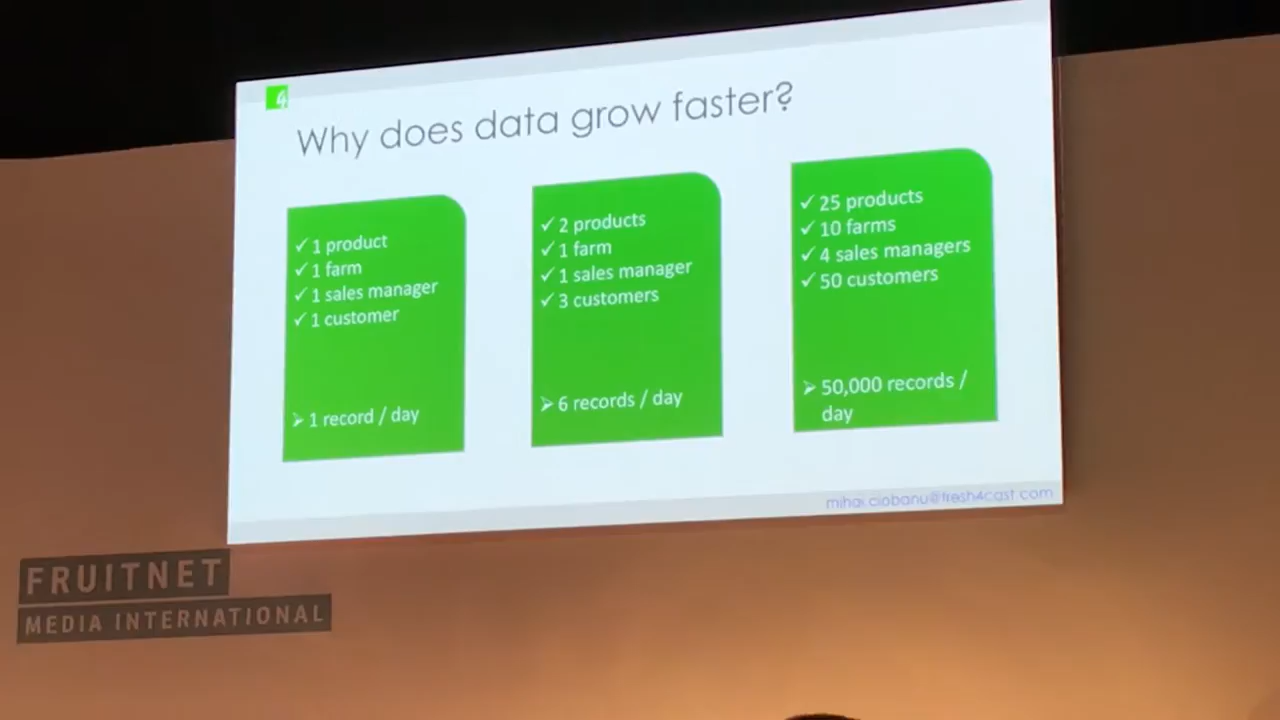 4
Why does data grow faster?
✓ 1 product
✓ 1 farm
✓ 1 sales manager
✓ 1 customer
➢ 1 record / day
✓ 2 products
✓ 1 farm
✓ 1 sales manager
✓ 3 customers
➢ 6 records / day
✓ 25 products
✓ 10 farms
✓ 4 sales managers
✓ 50 customers
➢ 50,000 records /
day
mihai.ciobanu@fresh4cast.com
FRUITNET
MEDIA INTERNATIONAL